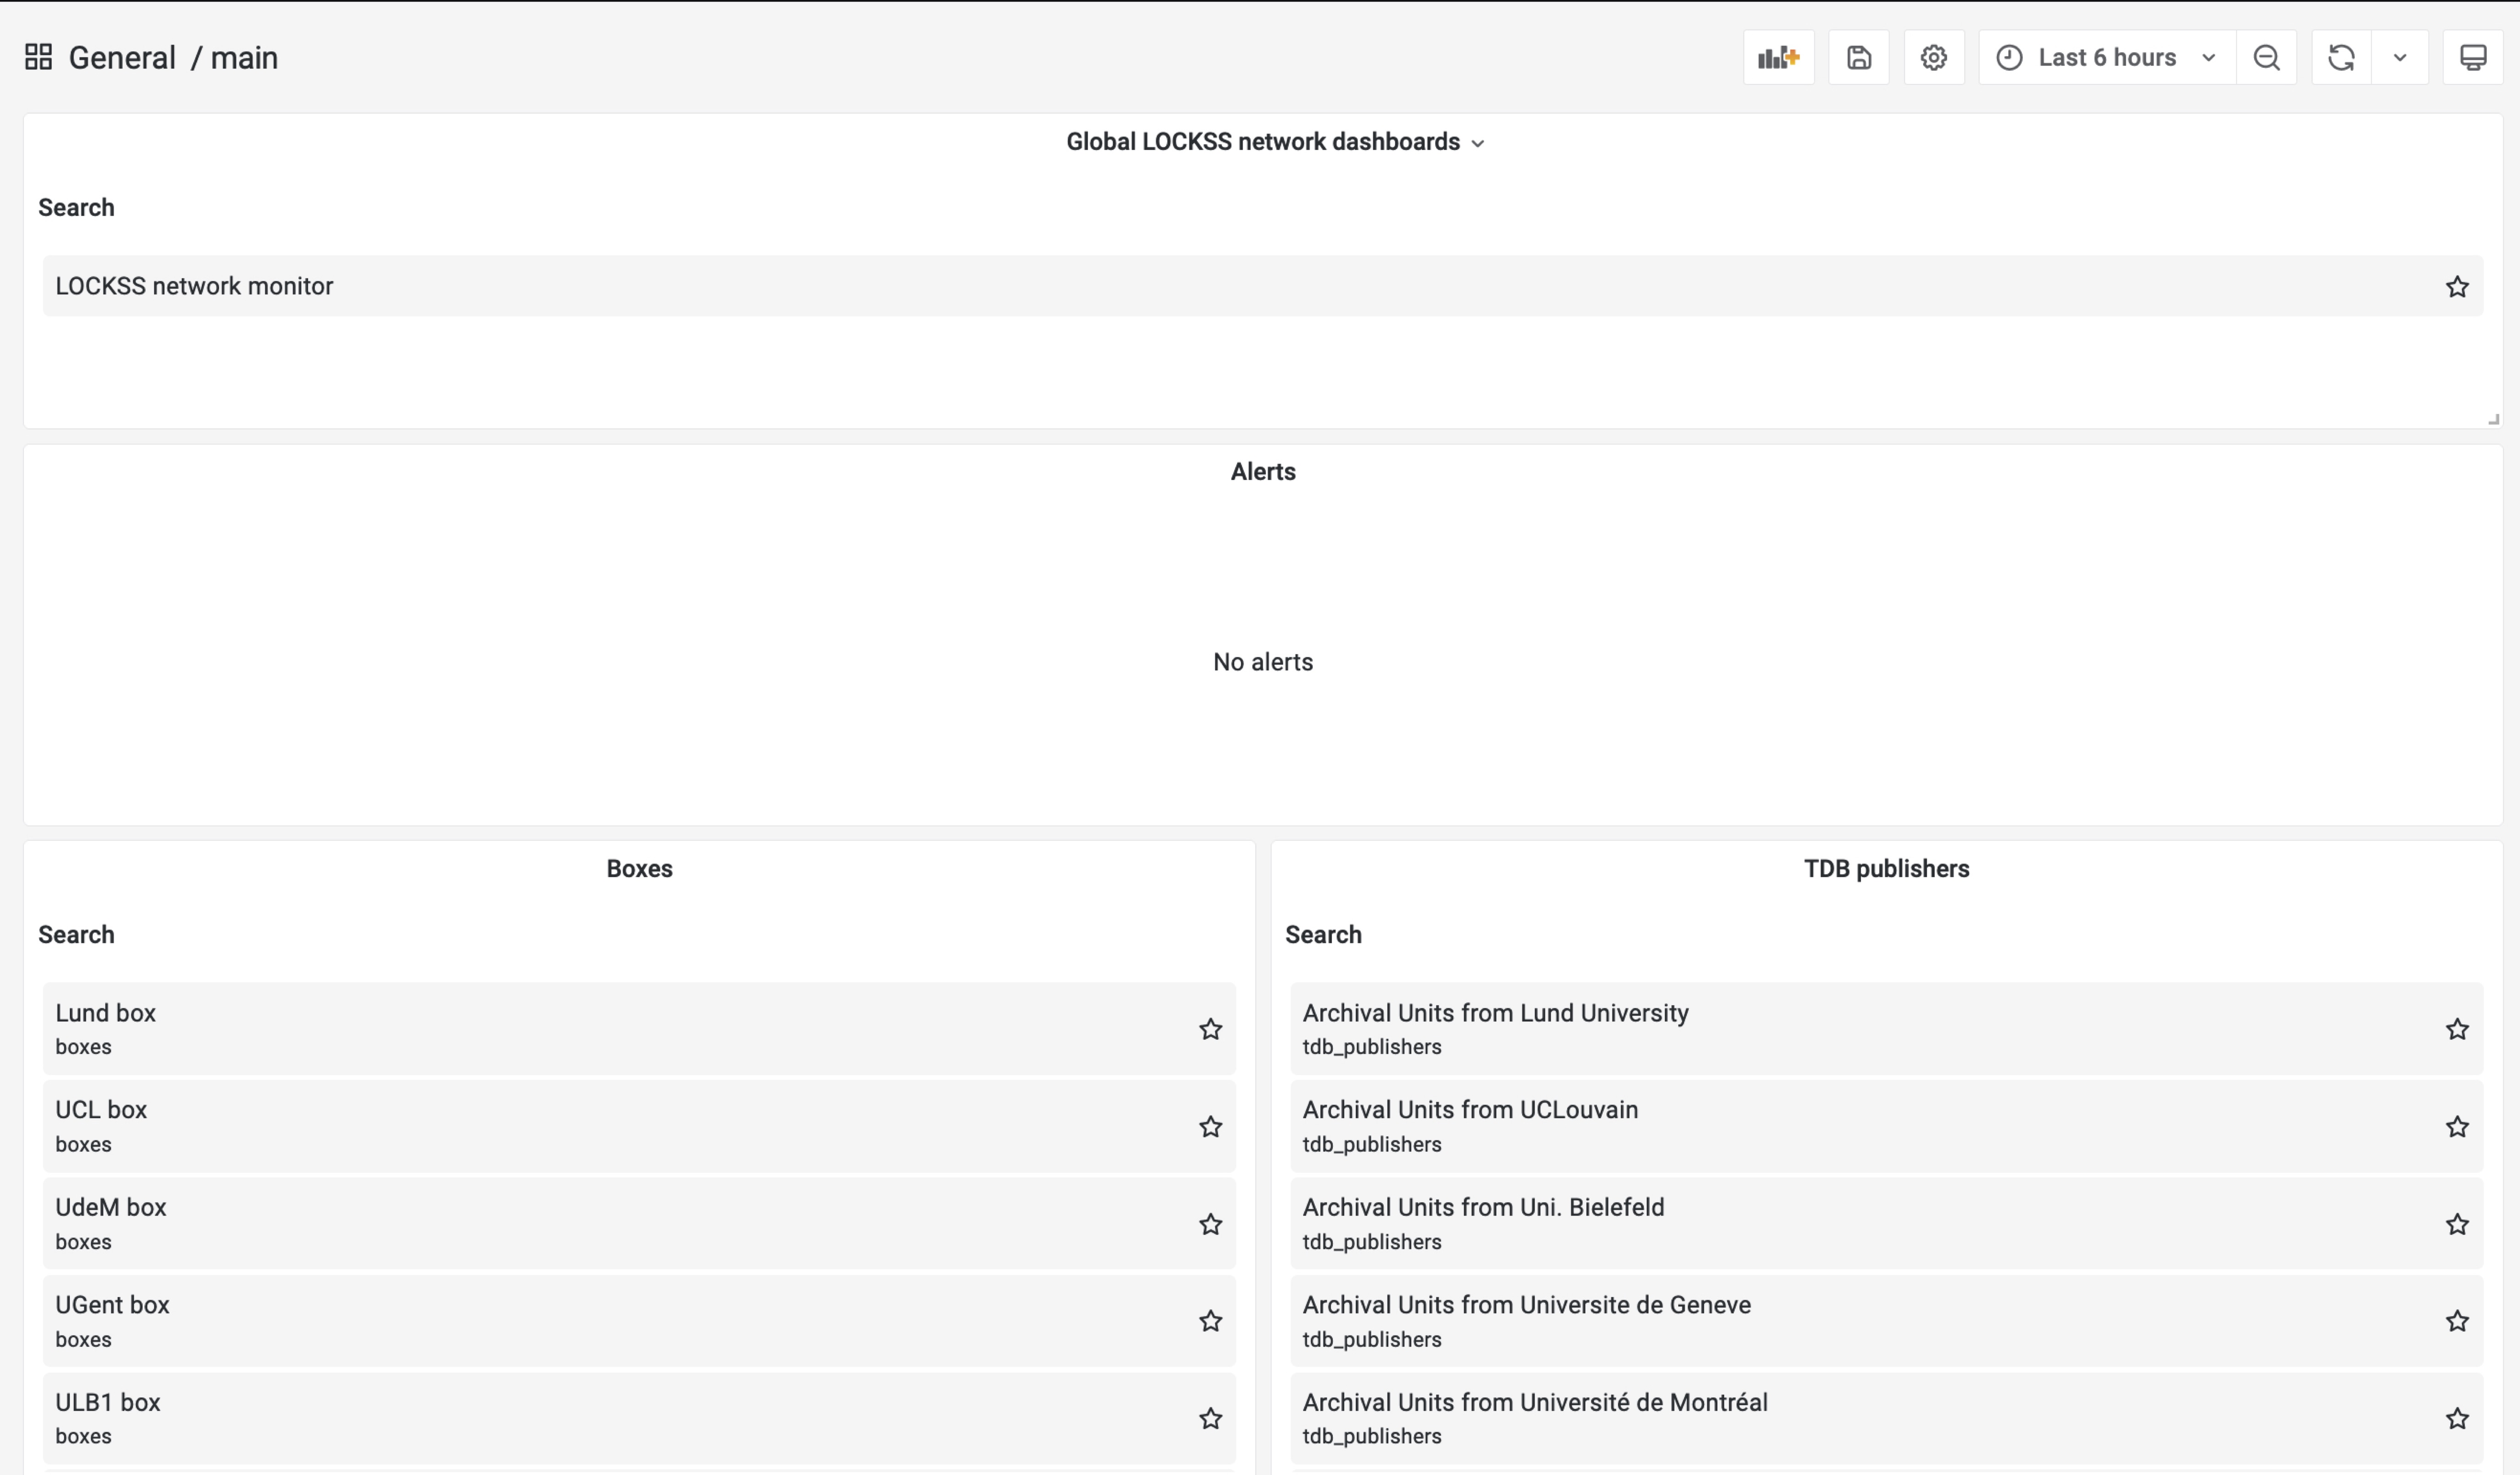 General / main
Last 6 hours
Global LOCKSS network dashboards
Search
LOCKSS network monitor
Alerts
No alerts
Boxes
Search
Lund box
boxes
UCL box
boxes
UdeM box
boxes
UGent box
boxes
ULB1 box
boxes
TDB publishers
Search
Archival Units from Lund University
tdb_publishers
Archival Units from UCLouvain
tdb_publishers
Archival Units from Uni. Bielefeld
tdb_publishers
Archival Units from Universite de Geneve
tdb_publishers
Archival Units from Université de Montréal
tdb_publishers